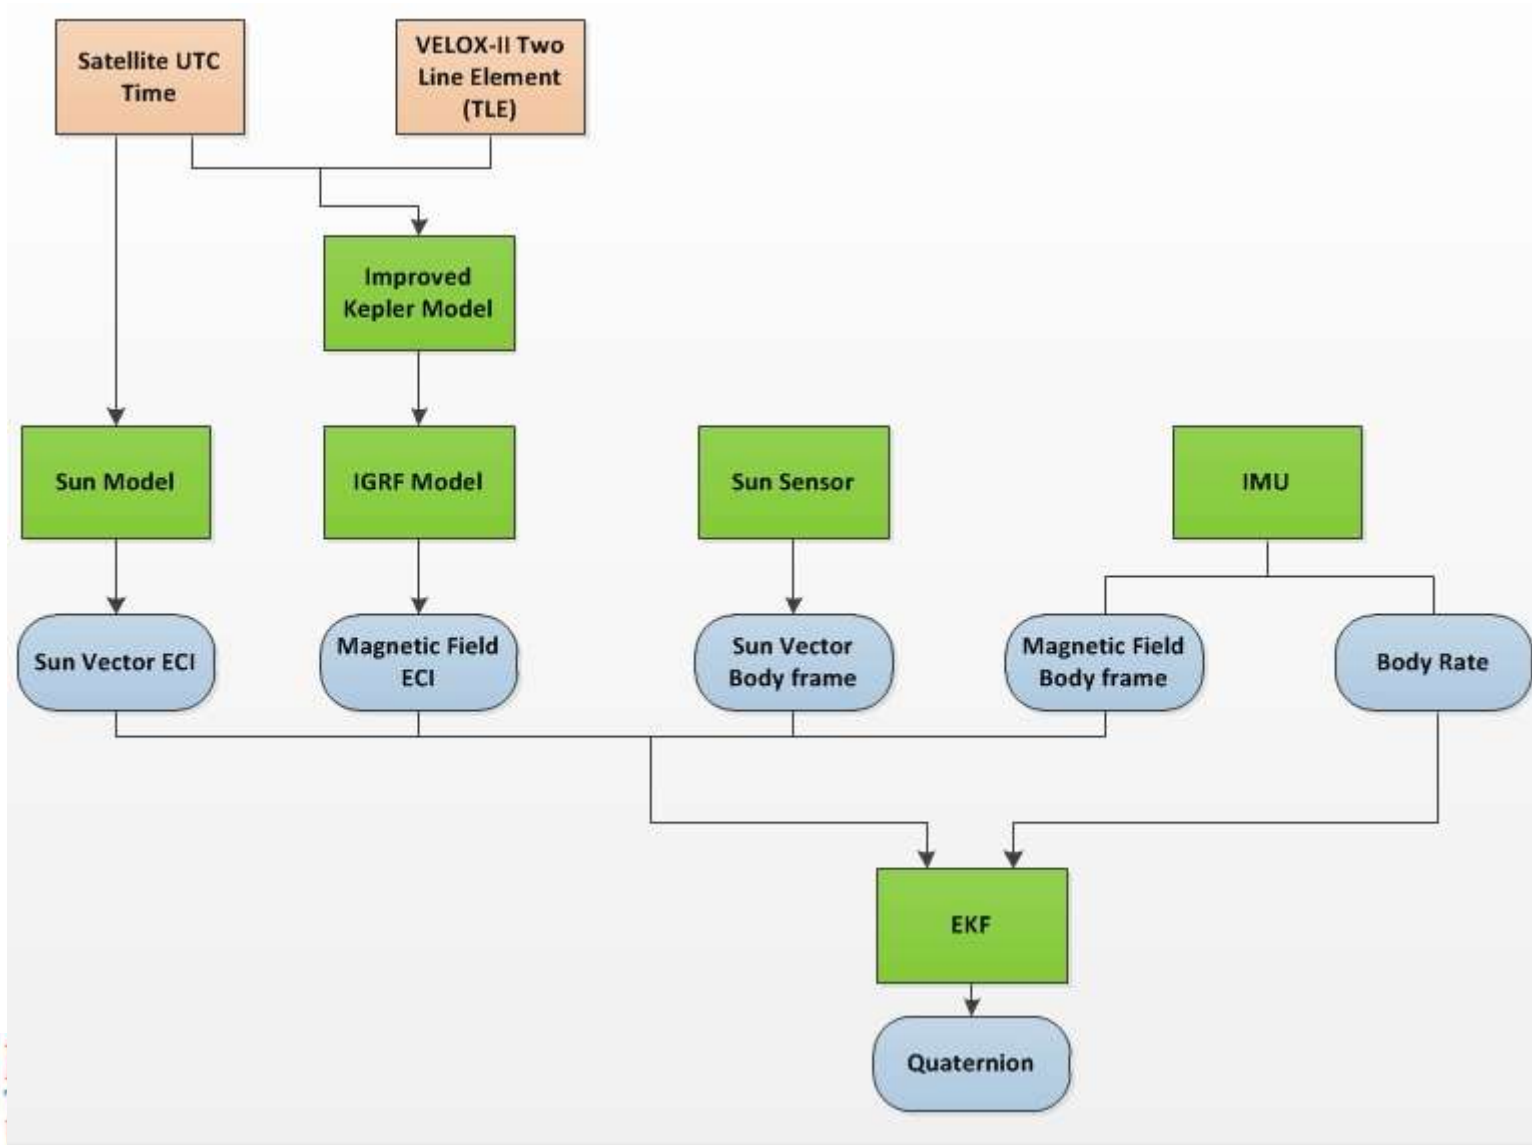 Satellite UTC
Time
VELOX-II Two
Line Element
(TLE)
Improved
Kepler Model
Sun Model
IGRF Model
Sun Sensor
IMU
Sun Vector ECI
Magnetic Field
ECI
Sun Vector
Body frame
Magnetic Field
Body frame
Body Rate
EKF
Quaternion